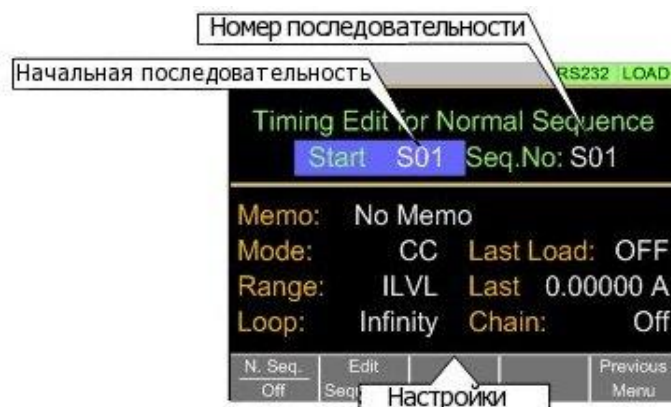 Номер последовательности
Начальная последовательность
RS232 LOAD
Timing Edit for Normal Sequence
Start S01 Seq.No: S01
Memo: No Memo
Mode: CC Last Load: OFF
Range: ILVL Last 0.00000 A
Loop: Infinity Chain: Off
N. Seq. Edit Previous
Off Menu
Настройки